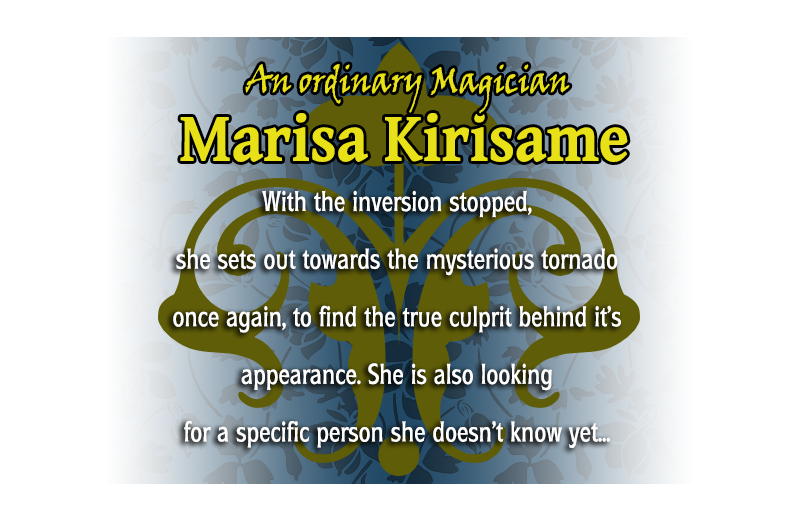 An ordinary Magician
Marisa Kirisame
With the inversion stopped,
she sets out towards the mysterious tornado
once again, to find the true culprit behind it's
appearance. She is also looking
for a specific person she doesn't know yet...